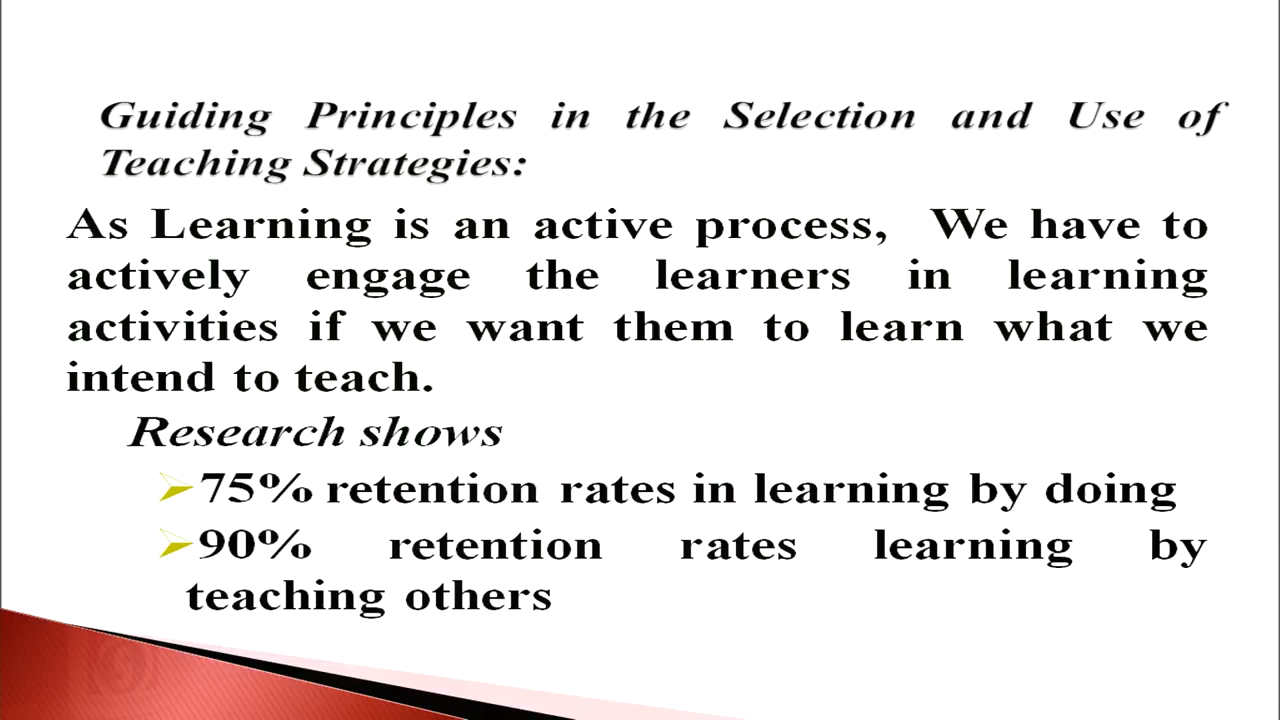 Guiding Principles in the Selection and Use of
Teaching Strategies:
As Learning is an active process, We have to
actively engage the learners in learning
activities if we want them to learn what we
intend to teach.
Research shows
75% retention rates in learning by doing
90% retention rates learning by
teaching others